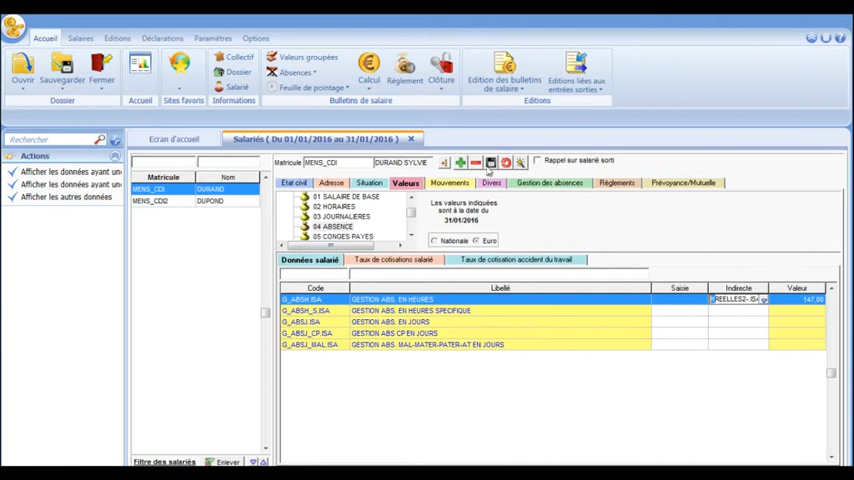 Accueil Salaires Editions Déclarations Paramètres Options
Ouvrir Sauvegarder Fermer Accueil Sites favoris
Collectif
Dossier
Salarié
Valeurs groupées
Absences
Feuille de pointage
Calcul Règlement Clôture
Edition des bulletins de salaire
Editions liées aux entrées sorties
Dossier Accueil Sites favoris Informations Bulletins de salaire Editions
Rechercher
Ecran d'accueil Salariés ( Du 01/01/2016 au 31/01/2016 )
Actions
Afficher les données ayant une
Afficher les données ayant une
Afficher les autres données
Matricule Nom
MENS_CDI DURAND
MENS_CDI2 DUPOND
Matricule MENS_CDI DURAND SYLVIE Rappel sur salarié sorti
Etat civil Adresse Situation Valeurs Mouvements Divers Gestion des absences Règlements Prévoyance/Mutuelle
01 SALAIRE DE BASE
02 HORAIRES
03 JOURNALIERES
04 ABSENCE
05 CONGES PAYES
Les valeurs indiquées
sont à la date du
31/01/2016
Nationale Euro
Données salarié Taux de cotisations salarié Taux de cotisation accident du travail
Code Libellé Saisie Indirecte Valeur
G_ABSH.ISA GESTION ABS. EN HEURES REELLES2-IS 147,00
G_ABSH_S.ISA GESTION ABS. EN HEURES SPECIFIQUE
G_ABSJ.ISA GESTION ABS. EN JOURS
G_ABSJ_CP.ISA GESTION ABS CP EN JOURS
G_ABSJ_MAL.ISA GESTION ABS. MAL-MATER-PATER-AT EN JOURS
Filtre des salariés Enlever